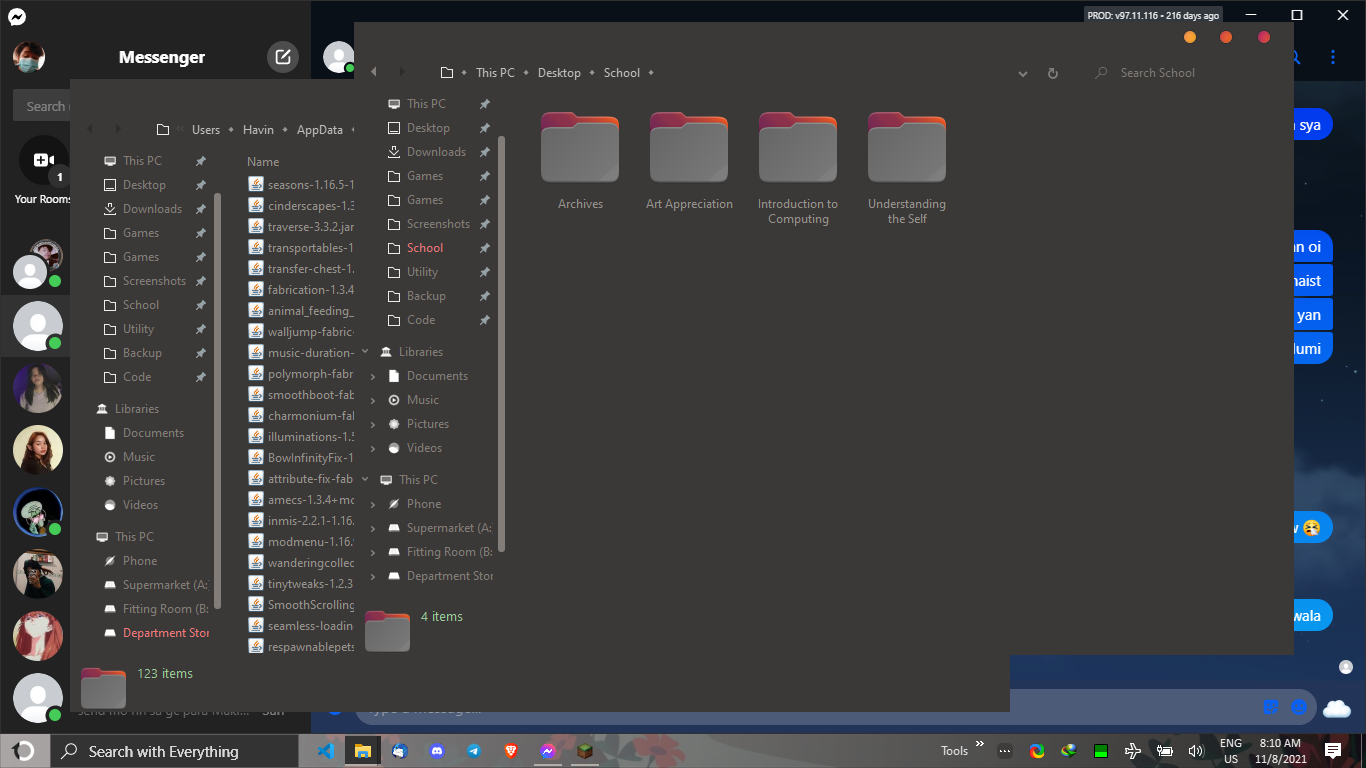 PROD: v97.11.116 • 216 days ago
Messenger
Search
1
Your Rooms
This PC
Desktop
School
Search School
Users
Havin
AppData
This PC
Desktop
Downloads
Games
Games
Screenshots
School
Utility
Backup
Code
Libraries
Documents
Music
Pictures
Videos
This PC
Phone
Supermarket (A:
Fitting Room (B:
Department Stor
123 items
Name
seasons-1.16.5-1
cinderscapes-1.3
traverse-3.3.2.jar
transportables-1
transfer-chest-1.
fabrication-1.3.4
animal_feeding_
walljump-fabric-
music-duration-
polymorph-fabr
smoothboot-fab
charmonium-fal
illuminations-1.5
BowInfinityFix-1
attribute-fix-fab
amecs-1.3.4+mc
inmis-2.2.1-1.16.
modmenu-1.16.
wanderingcollec
tinytweaks-1.2.3
SmoothScrolling
seamless-loadin
respawnablepets
This PC
Desktop
Downloads
Games
Games
Screenshots
School
Utility
Backup
Code
Libraries
Documents
Music
Pictures
Videos
This PC
Phone
Supermarket (A:
Fitting Room (B:
Department Stor
4 items
Archives
Art Appreciation
Introduction to
Computing
Understanding
the Self
sya
oi
yan
wala
Search with Everything
Tools
ENG
US
8:10 AM
11/8/2021